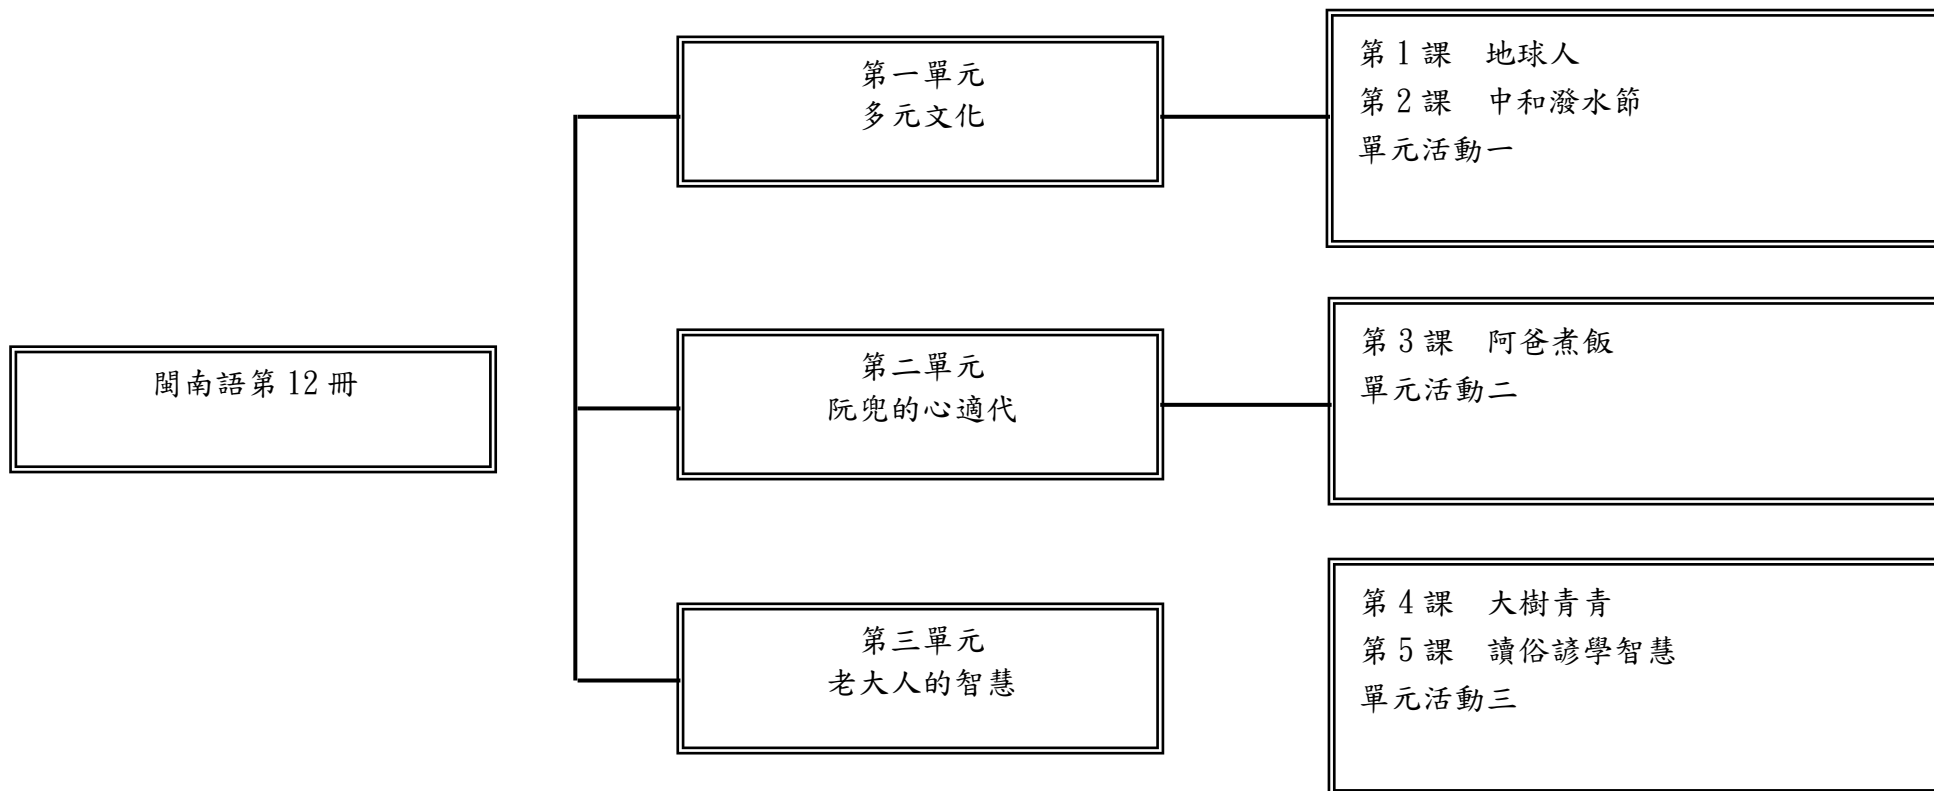 閩南語第 12 冊
第一單元
多元文化
第 1 課　地球人
第 2 課　中和潑水節
單元活動一
第二單元
阮兜的心適代
第 3 課　阿爸煮飯
單元活動二
第三單元
老大人的智慧
第 4 課　大樹青青
第 5 課　讀俗諺學智慧
單元活動三